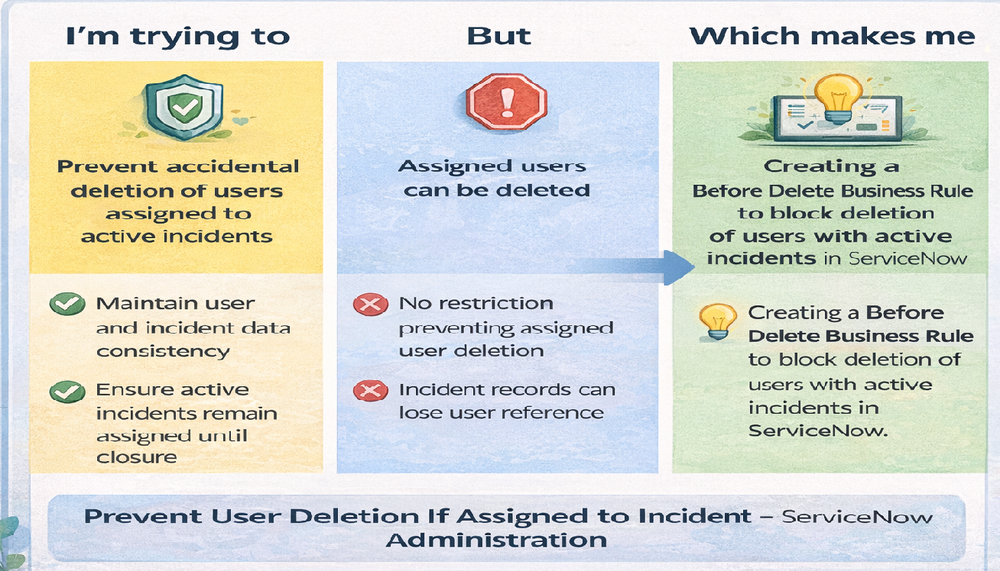 I'm trying to
But
Which makes me
Prevent accidental
deletion of users
assigned to
active incidents
Assigned users
can be deleted
Creating a
Before Delete Business Rule
to block deletion
of users with active
incidents in ServiceNow
Maintain user
and incident data
consistency
Ensure active
incidents remain
assigned until
closure
No restriction
preventing assigned
user deletion
Incident records can
lose user reference
Creating a Before
Delete Business Rule
to block deletion of
users with active
incidents in
ServiceNow.
Prevent User Deletion If Assigned to Incident – ServiceNow
Administration